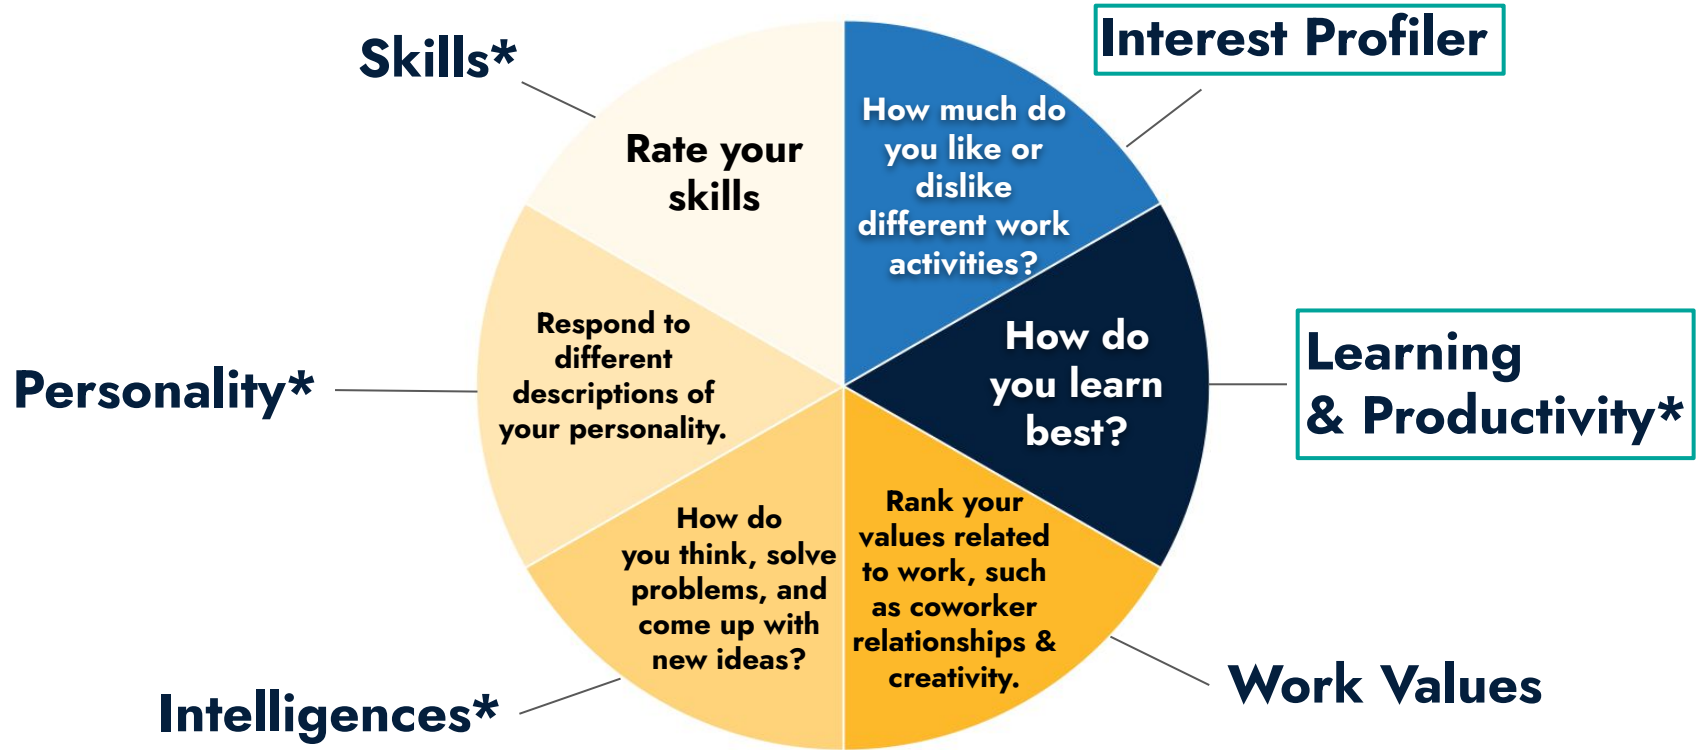 Skills*
Rate your
skills
Interest Profiler
How much do
you like or
dislike
different work
activities?
Learning
& Productivity*
How do
you learn
best?
Work Values
Rank your
values related
to work, such
as coworker
relationships &
creativity.
Intelligences*
How do
you think, solve
problems, and
come up with
new ideas?
Personality*
Respond to
different
descriptions of
your personality.